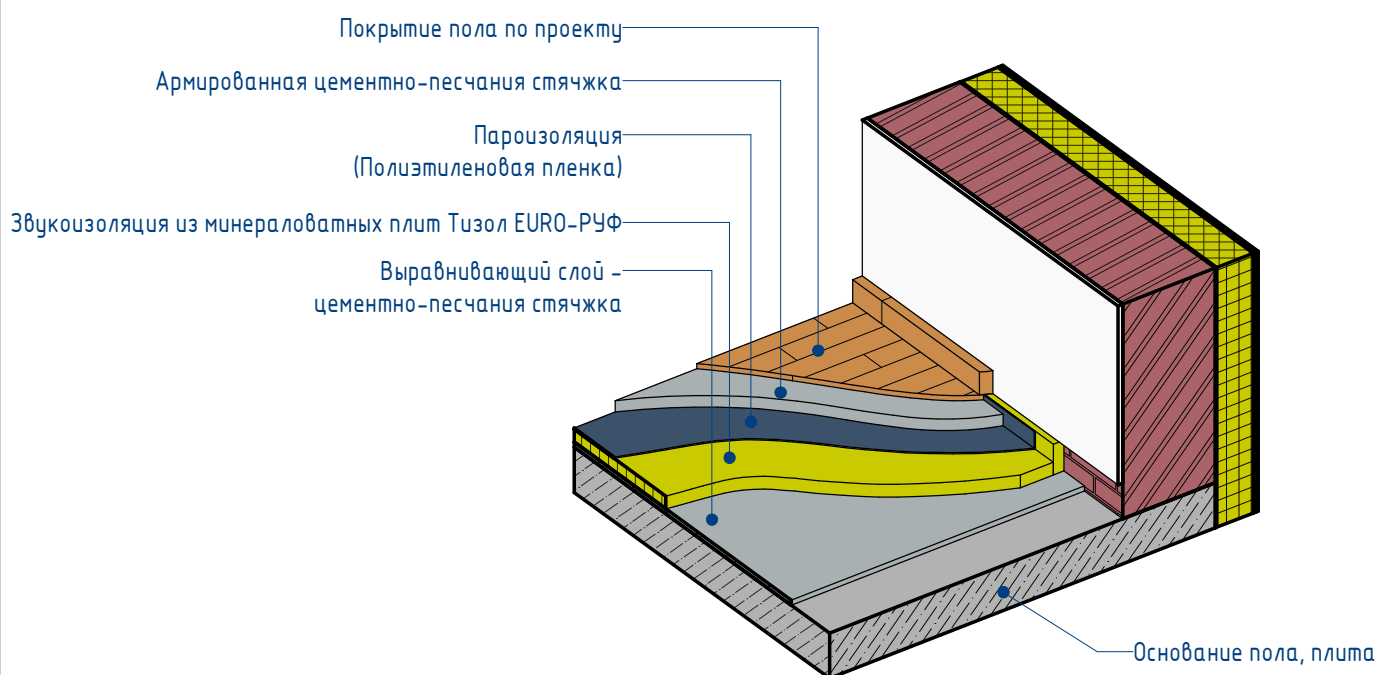 Покрытие пола по проекту
Армированная цементно-песчания стячжка
Пароизоляция
(Полиэтиленовая пленка)
Звукоизоляция из минераловатных плит Тизол EURO-РУФ
Выравнивающий слой -
цементно-песчания стячжка
Основание пола, плита